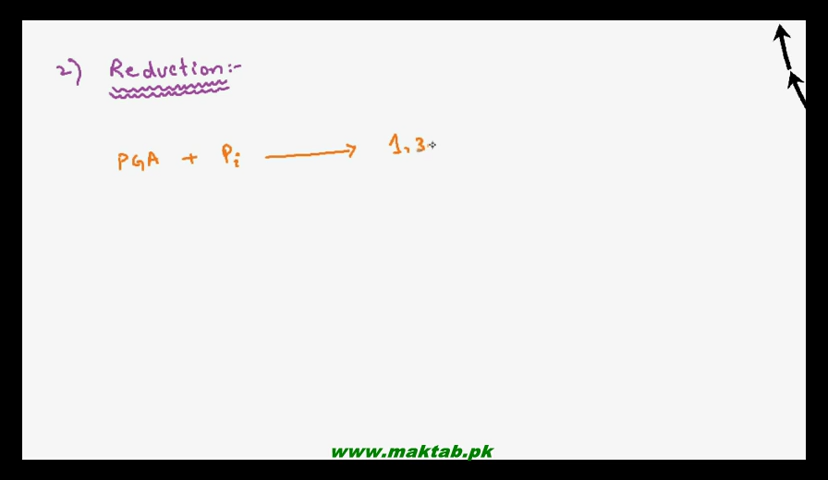 2) Reduction:-
PGA + Pi ⟶ 1,3
www.maktab.pk